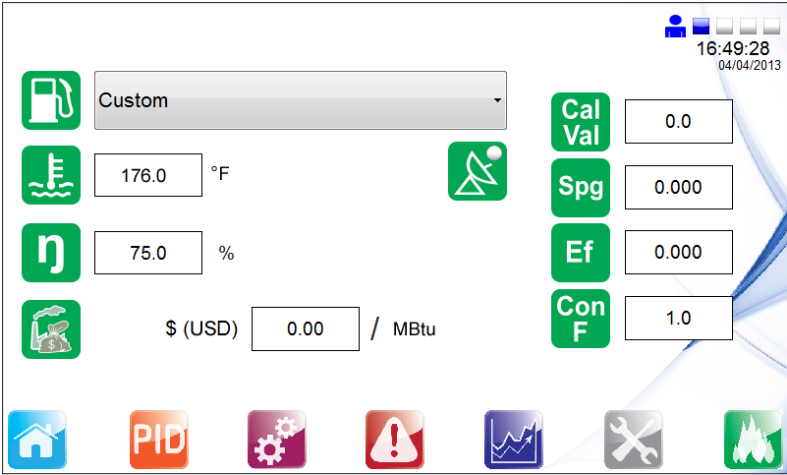 16:49:28
04/04/2013
Custom
Cal Val 0.0
176.0 °F
Spg 0.000
ŋ 75.0 %
Ef 0.000
$
$ (USD) 0.00 / MBtu
Con F 1.0
PID